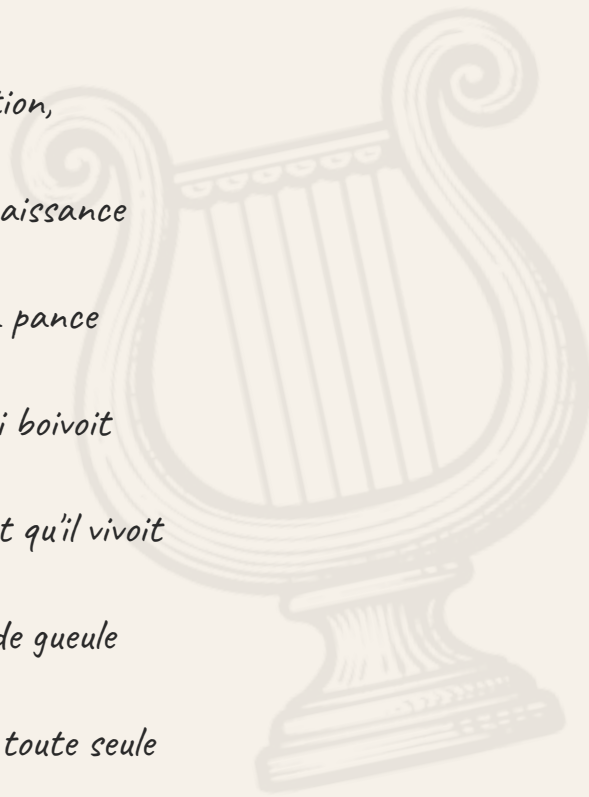 tion,
aissance
pance
i boivoit
t qu'il vivoit
de gueule
toute seule